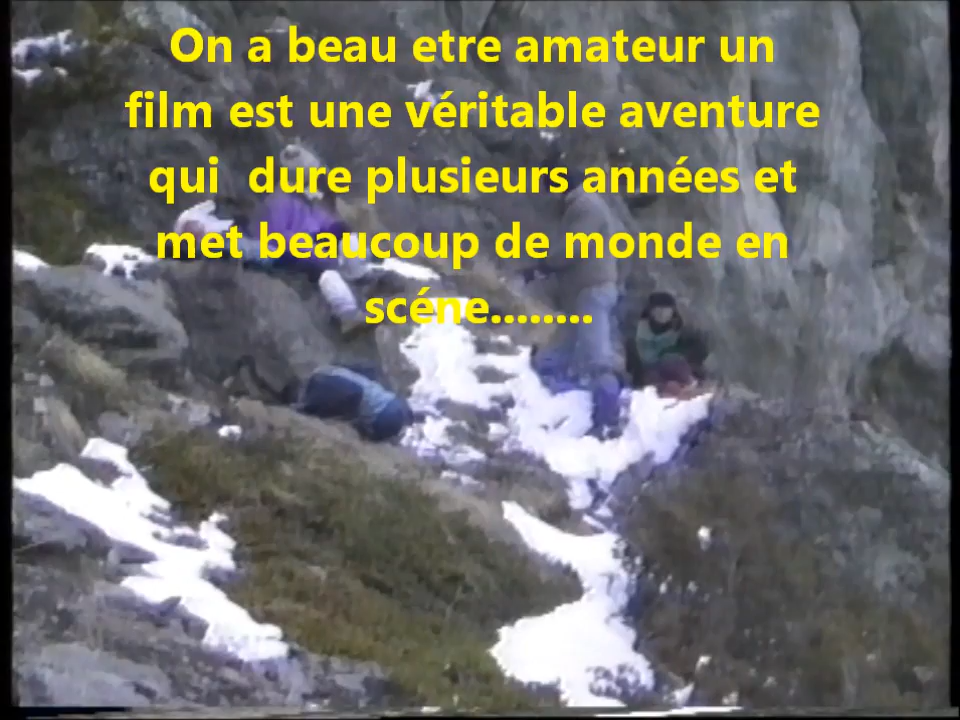 On a beau etre amateur un
film est une véritable aventure
qui  dure plusieurs années et
met beaucoup de monde en
scéne........